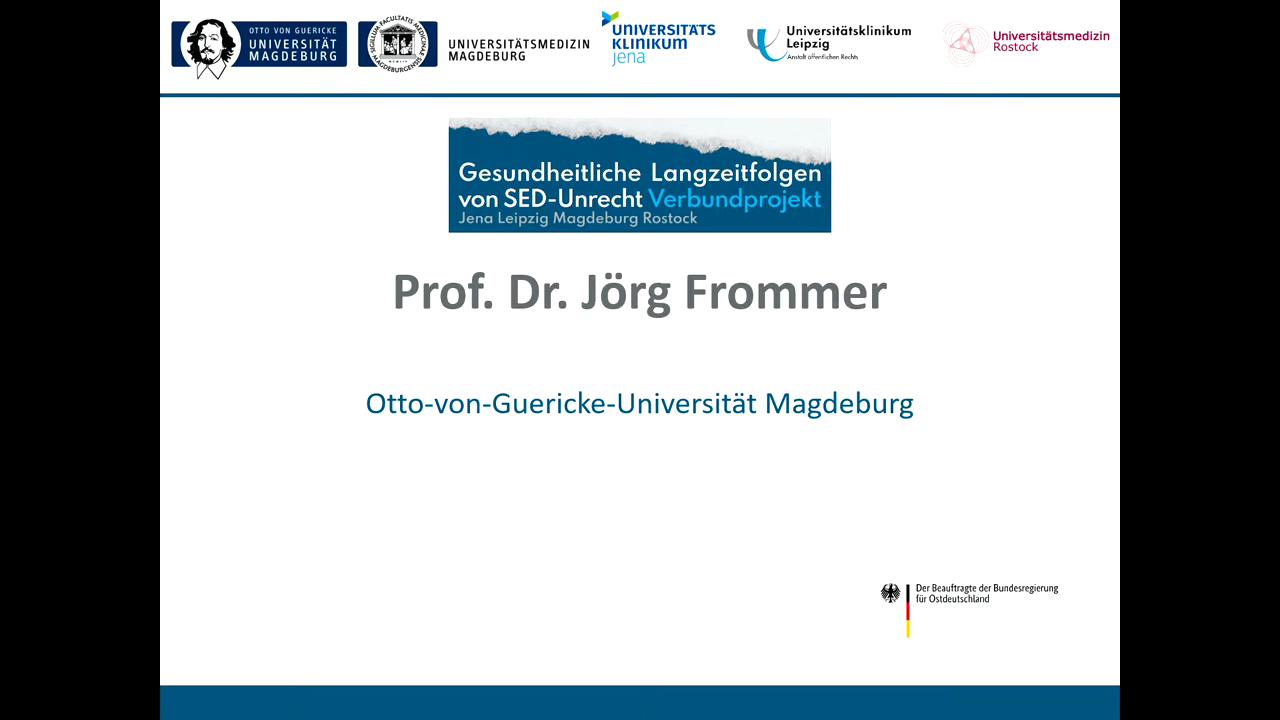 OTTO VON GUERICKE
UNIVERSITÄT
MAGDEBURG
UNIVERSITÄTSMEDIZIN
MAGDEBURG
UNIVERSITÄTS
KLINIKUM
jena
Universitätsklinikum
Leipzig
Anstalt öffentlichen Rechts
Universitätsmedizin
Rostock
Gesundheitliche Langzeitfolgen
von SED-Unrecht Verbundprojekt
Jena Leipzig Magdeburg Rostock
Prof. Dr. Jörg Frommer
Otto-von-Guericke-Universität Magdeburg
Der Beauftragte der Bundesregierung
für Ostdeutschland